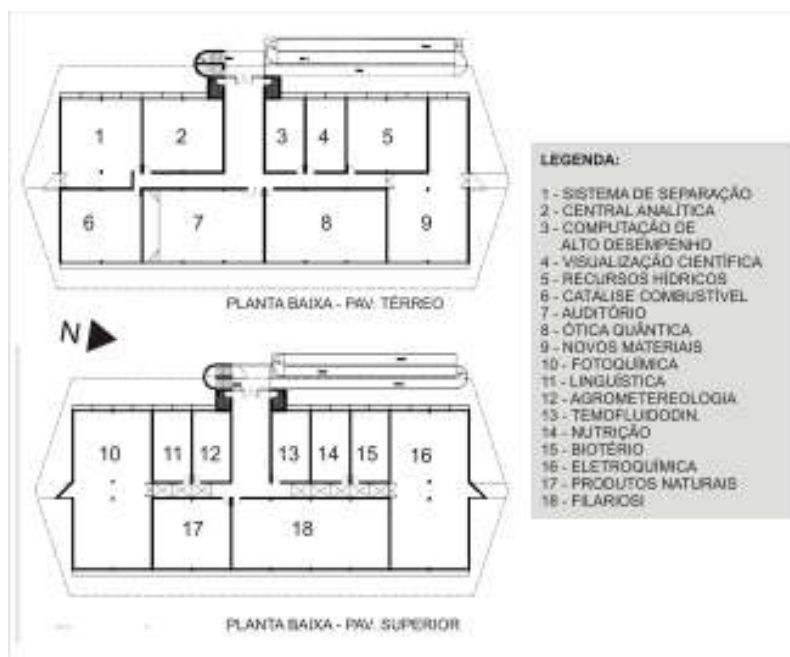 1
2
3
4
5
6
7
8
9
PLANTA BAIXA - PAV. TÉRREO
N
10
11
12
13
14
15
16
17
18
PLANTA BAIXA - PAV. SUPERIOR
LEGENDA:
1 - SISTEMA DE SEPARAÇÃO
2 - CENTRAL ANALÍTICA
3 - COMPUTAÇÃO DE
ALTO DESEMPENHO
4 - VISUALIZAÇÃO CIENTÍFICA
5 - RECURSOS HÍDRICOS
6 - CATALISE COMBUSTÍVEL
7 - AUDITÓRIO
8 - ÓTICA QUÂNTICA
9 - NOVOS MATERIAIS
10 - FOTOQUÍMICA
11 - LINGUÍSTICA
12 - AGROMETEREOLOGIA
13 - TEMOFLUIDODIN.
14 - NUTRIÇÃO
15 - BIOTÉRIO
16 - ELETROQUÍMICA
17 - PRODUTOS NATURAIS
18 - FILARIOSI